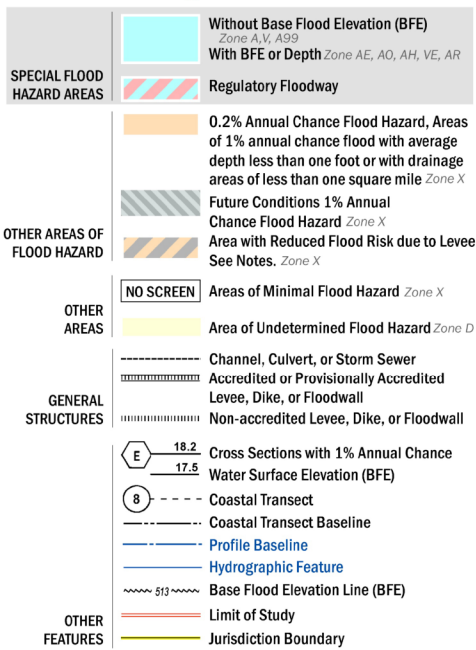 SPECIAL FLOOD
HAZARD AREAS
Without Base Flood Elevation (BFE)
Zone A,V, A99
With BFE or Depth Zone AE, AO, AH, VE, AR
Regulatory Floodway
OTHER AREAS OF
FLOOD HAZARD
0.2% Annual Chance Flood Hazard, Areas
of 1% annual chance flood with average
depth less than one foot or with drainage
areas of less than one square mile Zone X
Future Conditions 1% Annual
Chance Flood Hazard Zone X
Area with Reduced Flood Risk due to Levee
See Notes. Zone X
OTHER
AREAS
NO SCREEN Areas of Minimal Flood Hazard Zone X
Area of Undetermined Flood Hazard Zone D
GENERAL
STRUCTURES
Channel, Culvert, or Storm Sewer
Accredited or Provisionally Accredited
Levee, Dike, or Floodwall
Non-accredited Levee, Dike, or Floodwall
OTHER
FEATURES
E 18.2 Cross Sections with 1% Annual Chance
17.5 Water Surface Elevation (BFE)
8 Coastal Transect
Coastal Transect Baseline
Profile Baseline
Hydrographic Feature
513 Base Flood Elevation Line (BFE)
Limit of Study
Jurisdiction Boundary